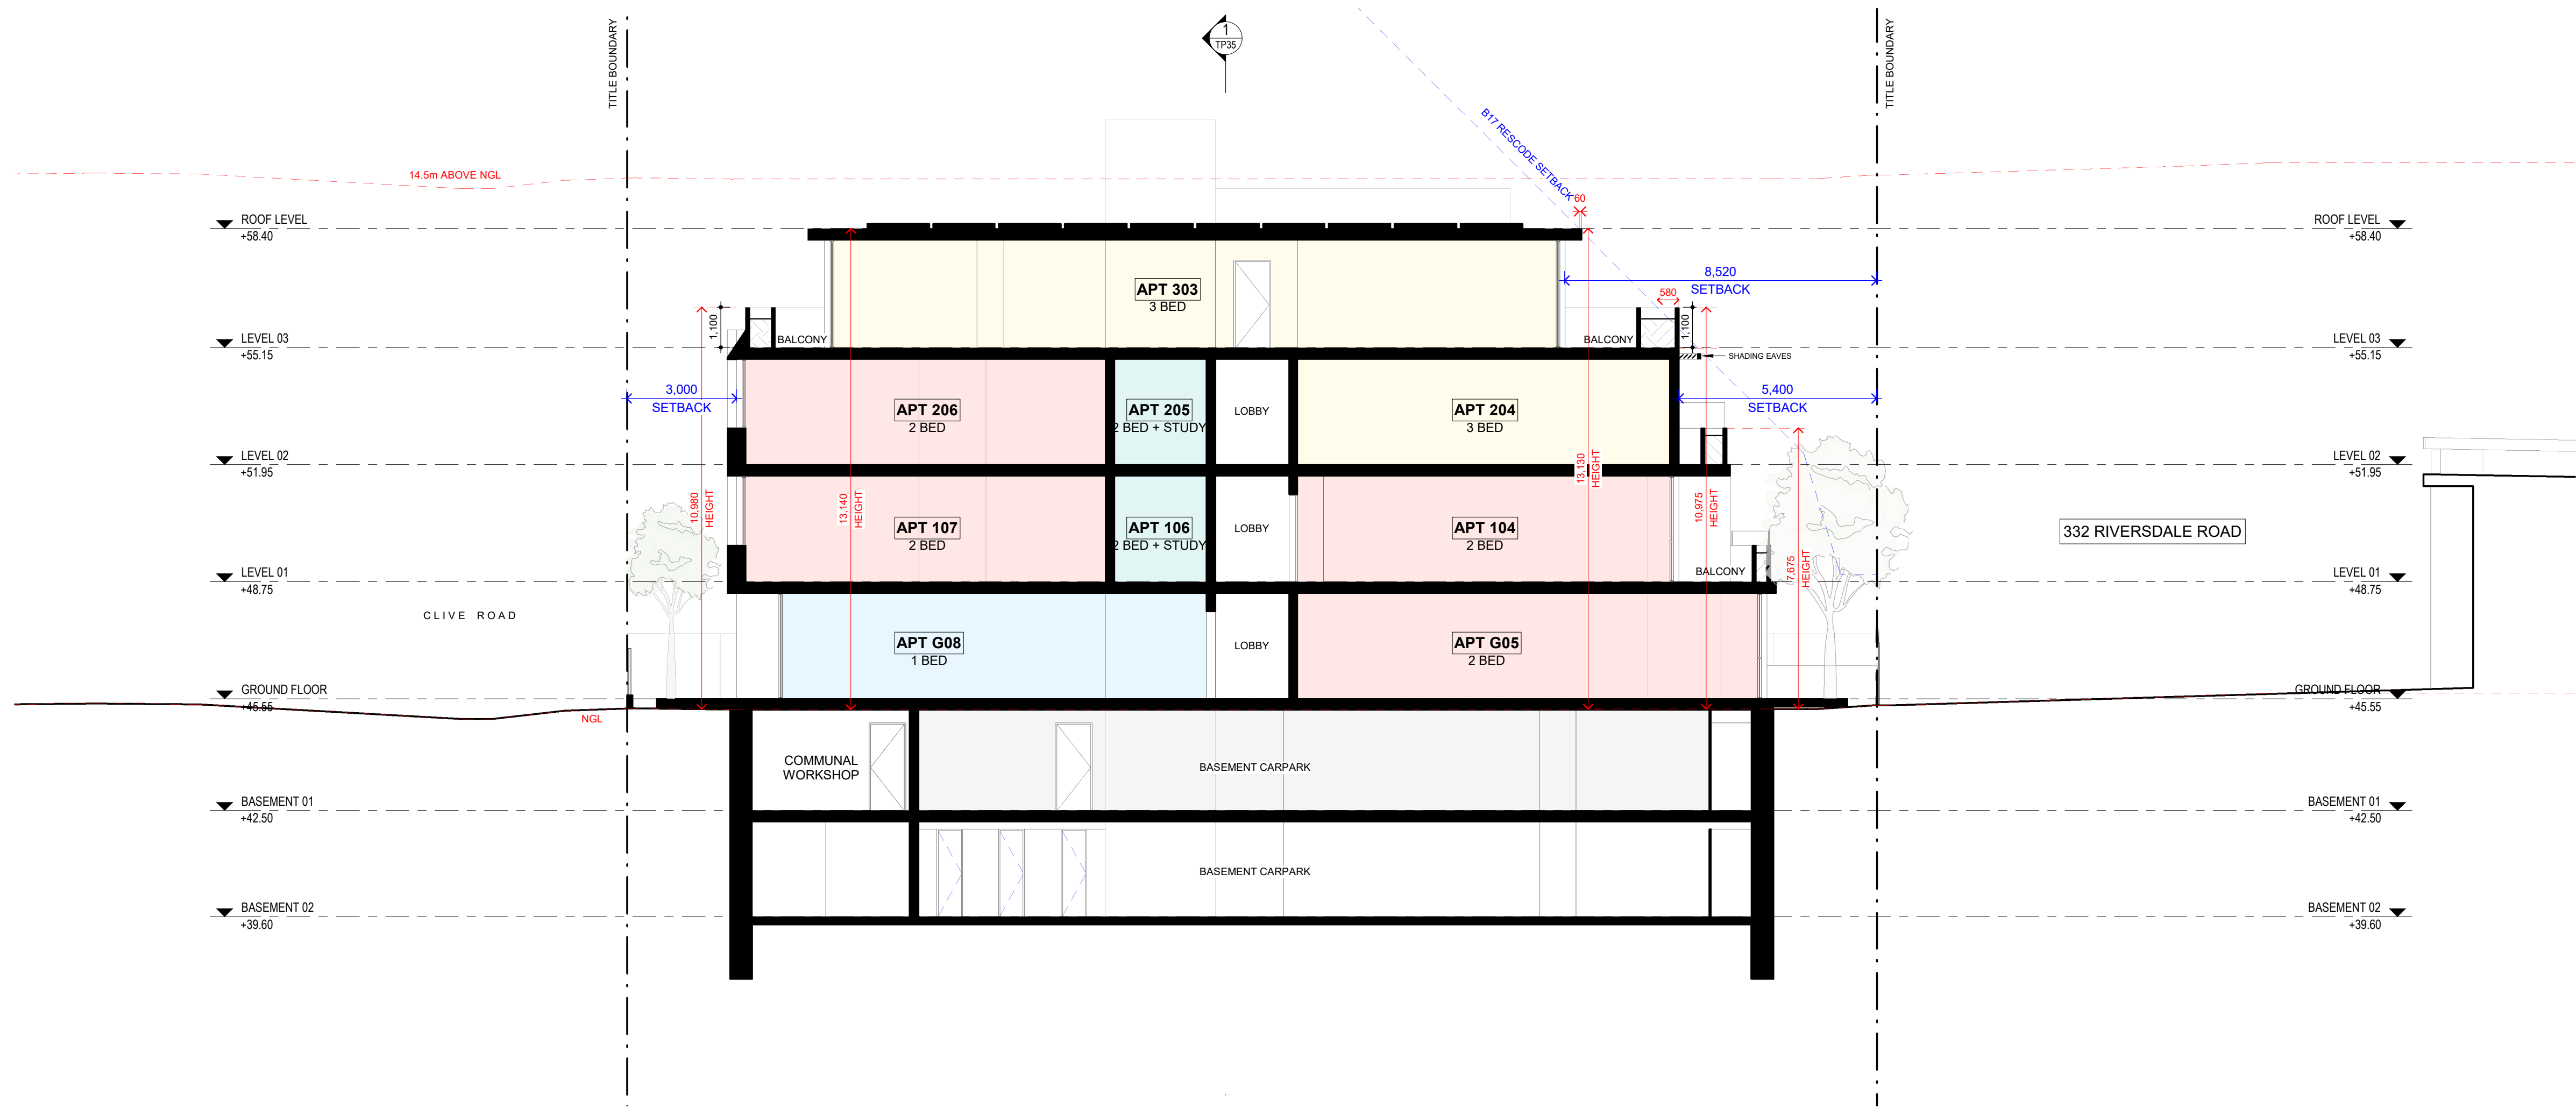 TITLE BOUNDARY
TITLE BOUNDARY
1
TP35
B17 RESCODE SETBACK
14.5m ABOVE NGL
60
ROOF LEVEL
+58.40
ROOF LEVEL
+58.40
8,520
SETBACK
APT 303
3 BED
580
1,100
BALCONY
BALCONY
1,100
LEVEL 03
+55.15
LEVEL 03
+55.15
SHADING EAVES
3,000
SETBACK
5,400
SETBACK
APT 206
2 BED
APT 205
2 BED + STUDY
LOBBY
APT 204
3 BED
LEVEL 02
+51.95
LEVEL 02
+51.95
10,980
HEIGHT
13,140
HEIGHT
13,130
HEIGHT
10,975
HEIGHT
7,675
HEIGHT
APT 107
2 BED
APT 106
2 BED + STUDY
LOBBY
APT 104
2 BED
332 RIVERSDALE ROAD
BALCONY
LEVEL 01
+48.75
LEVEL 01
+48.75
CLIVE ROAD
APT G08
1 BED
LOBBY
APT G05
2 BED
GROUND FLOOR
+45.55
GROUND FLOOR
+45.55
NGL
COMMUNAL
WORKSHOP
BASEMENT CARPARK
BASEMENT 01
+42.50
BASEMENT 01
+42.50
BASEMENT CARPARK
BASEMENT 02
+39.60
BASEMENT 02
+39.60